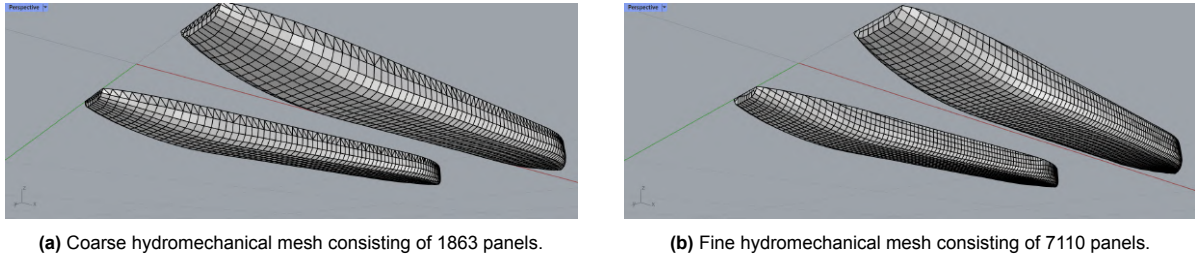 Perspective
Perspective
(a) Coarse hydromechanical mesh consisting of 1863 panels.
(b) Fine hydromechanical mesh consisting of 7110 panels.